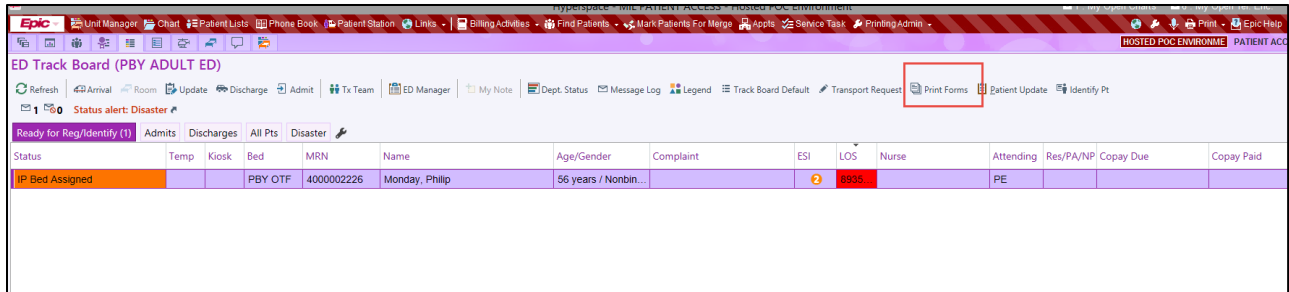 Hyperspace - MIL PATIENT ACCESS - Hosted POC Environment
Epic Unit Manager Chart Patient Lists Phone Book Patient Station Links Billing Activities Find Patients Mark Patients For Merge Appts Service Task Printing Admin Print Epic Help
HOSTED POC ENVIRONME PATIENT ACC
ED Track Board (PBY ADULT ED)
Refresh Arrival Room Update Discharge Admit Tx Team ED Manager My Note Dept. Status Message Log Legend Track Board Default Transport Request Print Forms Patient Update Identify Pt
1 0 Status alert: Disaster
Ready for Reg/Identify (1) Admits Discharges All Pts Disaster
Status Temp Kiosk Bed MRN Name Age/Gender Complaint ESI LOS Nurse Attending Res/PA/NP Copay Due Copay Paid
IP Bed Assigned PBY OTF 4000002226 Monday, Philip 56 years / Nonbin... 2 8935... PE